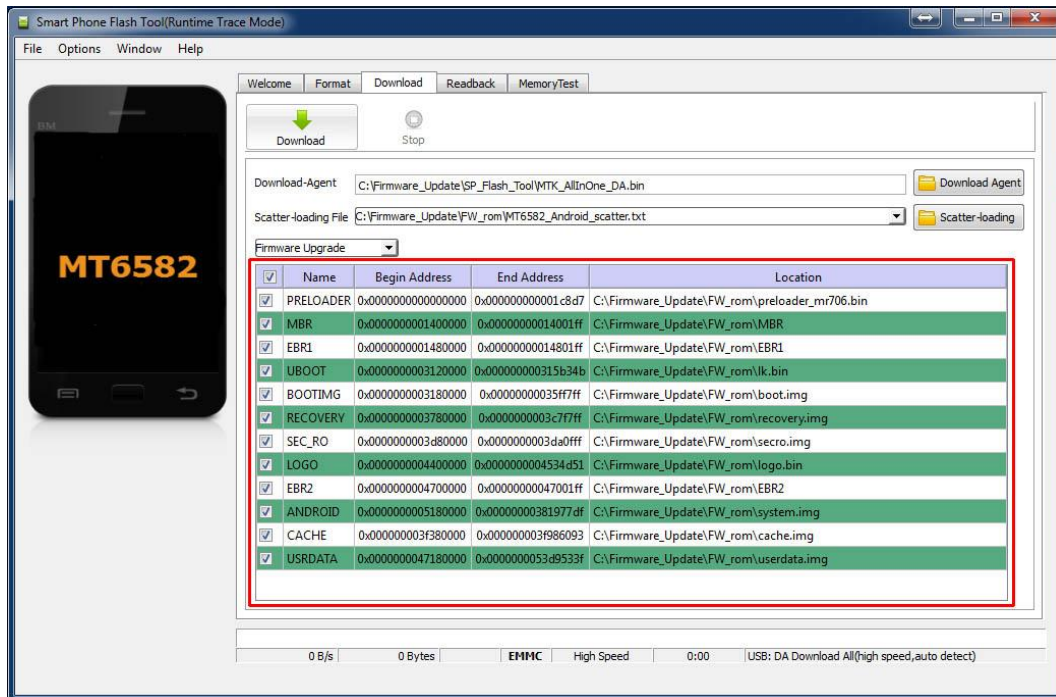 Smart Phone Flash Tool(Runtime Trace Mode)
File Options Window Help
Welcome Format Download Readback MemoryTest
BM
Download Stop
Download-Agent C:\Firmware_Update\SP_Flash_Tool\MTK_AllInOne_DA.bin Download Agent
Scatter-loading File C:\Firmware_Update\FW_rom\MT6582_Android_scatter.txt Scatter-loading
Firmware Upgrade
MT6582
Name Begin Address End Address Location
PRELOADER 0x0000000000000000 0x000000000001c8d7 C:\Firmware_Update\FW_rom\preloader_mr706.bin
MBR 0x0000000001400000 0x00000000014001ff C:\Firmware_Update\FW_rom\MBR
EBR1 0x0000000001480000 0x00000000014801ff C:\Firmware_Update\FW_rom\EBR1
UBOOT 0x0000000003120000 0x000000000315b34b C:\Firmware_Update\FW_rom\lk.bin
BOOTIMG 0x0000000003180000 0x00000000035ff7ff C:\Firmware_Update\FW_rom\boot.img
RECOVERY 0x0000000003780000 0x0000000003c7f7ff C:\Firmware_Update\FW_rom\recovery.img
SEC_RO 0x0000000003d80000 0x0000000003da0fff C:\Firmware_Update\FW_rom\secro.img
LOGO 0x0000000004400000 0x0000000004534d51 C:\Firmware_Update\FW_rom\logo.bin
EBR2 0x0000000004700000 0x00000000047001ff C:\Firmware_Update\FW_rom\EBR2
ANDROID 0x0000000005180000 0x00000000381977df C:\Firmware_Update\FW_rom\system.img
CACHE 0x000000003f380000 0x000000003f986093 C:\Firmware_Update\FW_rom\cache.img
USRDATA 0x0000000047180000 0x0000000053d9533f C:\Firmware_Update\FW_rom\userdata.img
0 B/s 0 Bytes EMMC High Speed 0:00 USB: DA Download All(high speed,auto detect)